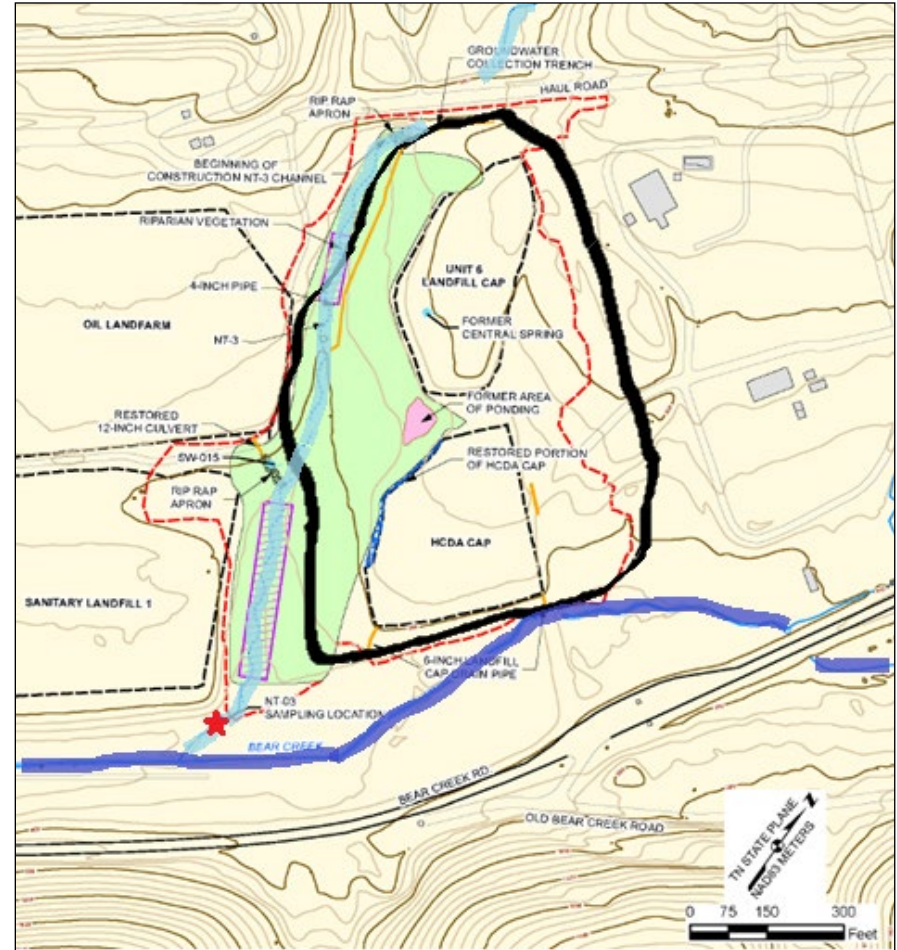 GROUNDWATER
COLLECTION TRENCH
HAUL ROAD
RIP RAP
APRON
BEGINNING OF
CONSTRUCTION NT-3 CHANNEL
RIPARIAN VEGETATION
4-INCH PIPE
NT-3
OIL LANDFARM
UNIT 6
LANDFILL CAP
FORMER
CENTRAL SPRING
FORMER AREA
OF PONDING
RESTORED
12-INCH CULVERT
SW-015
RIP RAP
APRON
RESTORED PORTION
OF HCDA CAP
HCDA CAP
SANITARY LANDFILL 1
6-INCH LANDFILL
CAP DRAIN PIPE
NT-03
SAMPLING LOCATION
BEAR CREEK
BEAR CREEK RD.
OLD BEAR CREEK ROAD
TN STATE PLANE
NAD83 METERS
Z
0 75 150 300
Feet